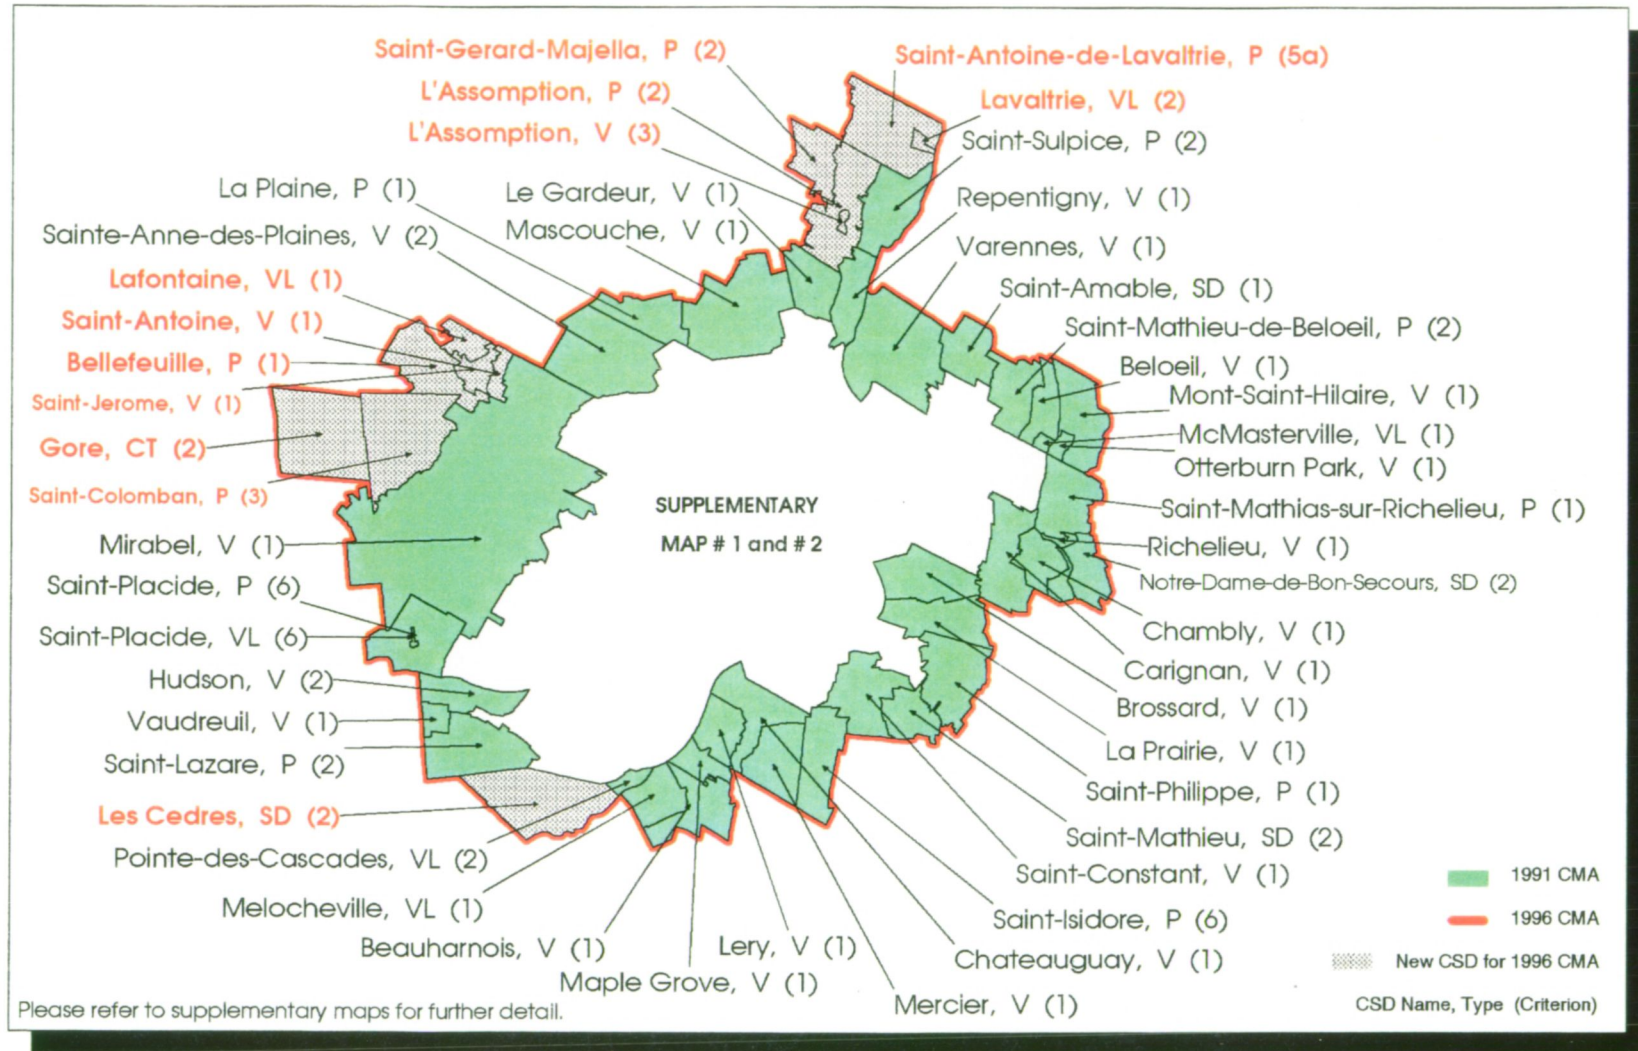 Saint-Gerard-Majella, P (2)
Saint-Antoine-de-Lavaltrie, P (5a)
L'Assomption, P (2)
Lavaltrie, VL (2)
L'Assomption, V (3)
Saint-Sulpice, P (2)
La Plaine, P (1)
Le Gardeur, V (1)
Repentigny, V (1)
Sainte-Anne-des-Plaines, V (2)
Mascouche, V (1)
Varennes, V (1)
Lafontaine, VL (1)
Saint-Amable, SD (1)
Saint-Antoine, V (1)
Saint-Mathieu-de-Beloeil, P (2)
Bellefeuille, P (1)
Beloeil, V (1)
Saint-Jerome, V (1)
Mont-Saint-Hilaire, V (1)
Gore, CT (2)
McMasterville, VL (1)
Otterburn Park, V (1)
Saint-Colomban, P (3)
SUPPLEMENTARY
MAP # 1 and # 2
Saint-Mathias-sur-Richelieu, P (1)
Mirabel, V (1)
Richelieu, V (1)
Saint-Placide, P (6)
Notre-Dame-de-Bon-Secours, SD (2)
Saint-Placide, VL (6)
Chambly, V (1)
Hudson, V (2)
Carignan, V (1)
Vaudreuil, V (1)
Brossard, V (1)
Saint-Lazare, P (2)
La Prairie, V (1)
Les Cedres, SD (2)
Saint-Philippe, P (1)
Pointe-des-Cascades, VL (2)
Saint-Mathieu, SD (2)
Melocheville, VL (1)
Saint-Constant, V (1)
Beauharnois, V (1)
Lery, V (1)
Saint-Isidore, P (6)
Maple Grove, V (1)
Chateauguay, V (1)
Mercier, V (1)
1991 CMA
1996 CMA
New CSD for 1996 CMA
CSD Name, Type (Criterion)
Please refer to supplementary maps for further detail.